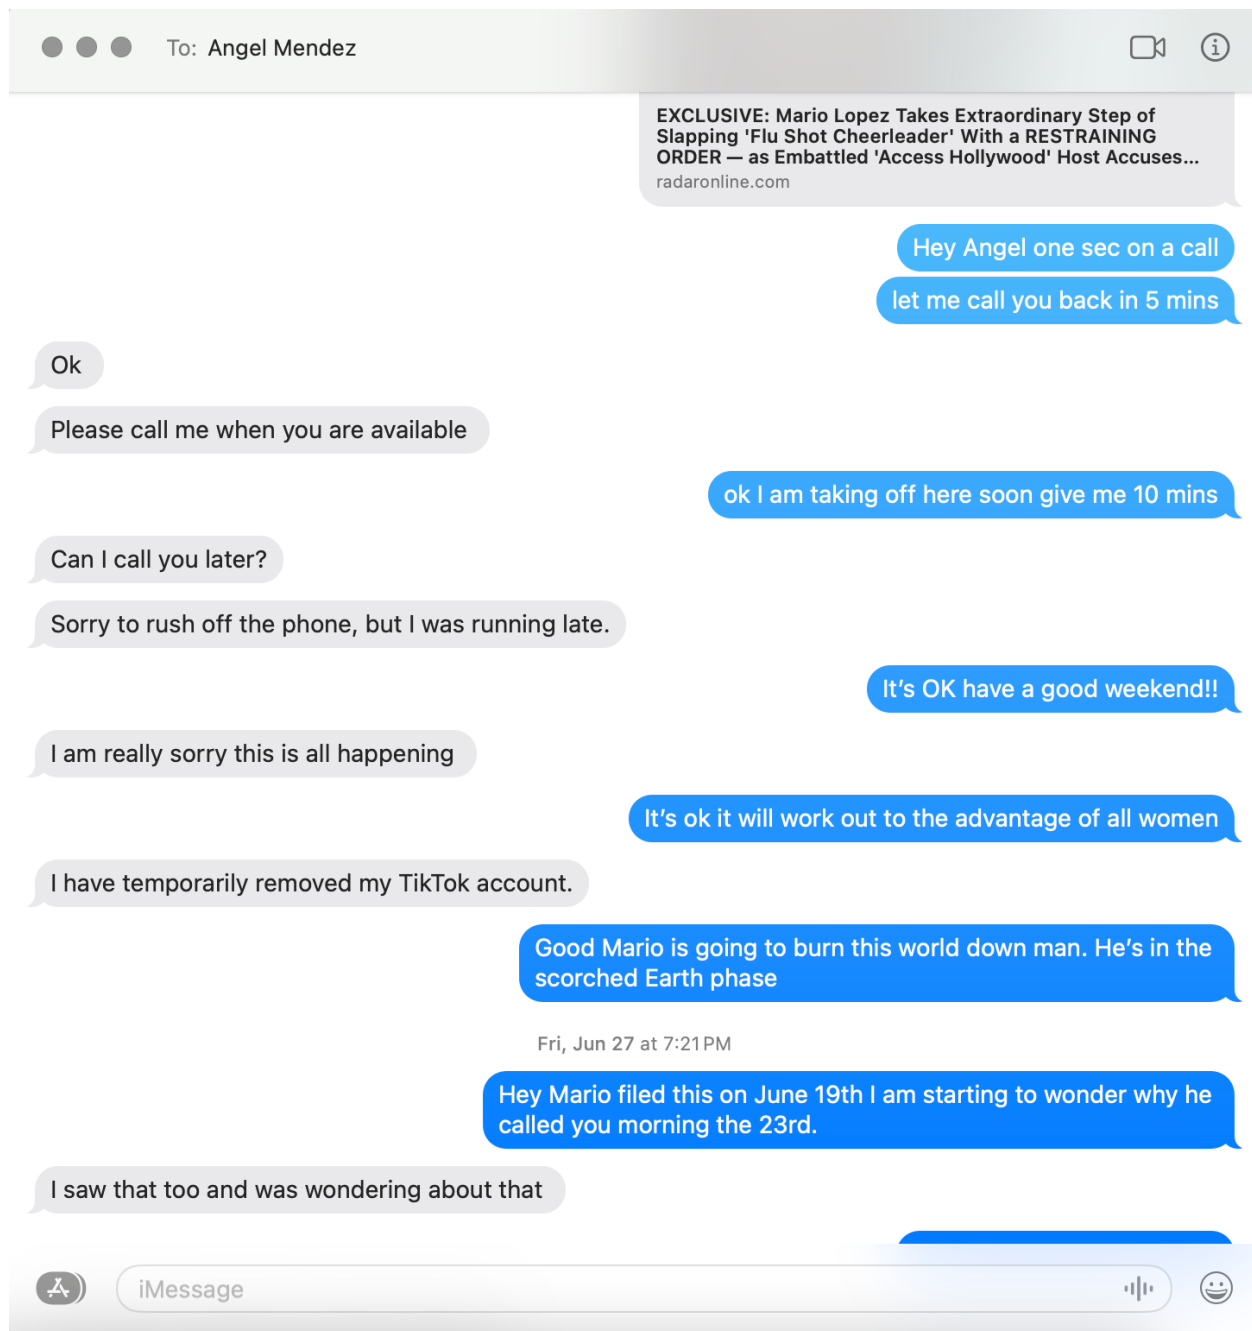 To: Angel Mendez
EXCLUSIVE: Mario Lopez Takes Extraordinary Step of
Slapping 'Flu Shot Cheerleader' With a RESTRAINING
ORDER — as Embattled 'Access Hollywood' Host Accuses...
radaronline.com
Hey Angel one sec on a call
let me call you back in 5 mins
Ok
Please call me when you are available
ok I am taking off here soon give me 10 mins
Can I call you later?
Sorry to rush off the phone, but I was running late.
It's OK have a good weekend!!
I am really sorry this is all happening
It's ok it will work out to the advantage of all women
I have temporarily removed my TikTok account.
Good Mario is going to burn this world down man. He's in the
scorched Earth phase
Fri, Jun 27 at 7:21 PM
Hey Mario filed this on June 19th I am starting to wonder why he
called you morning the 23rd.
I saw that too and was wondering about that
iMessage